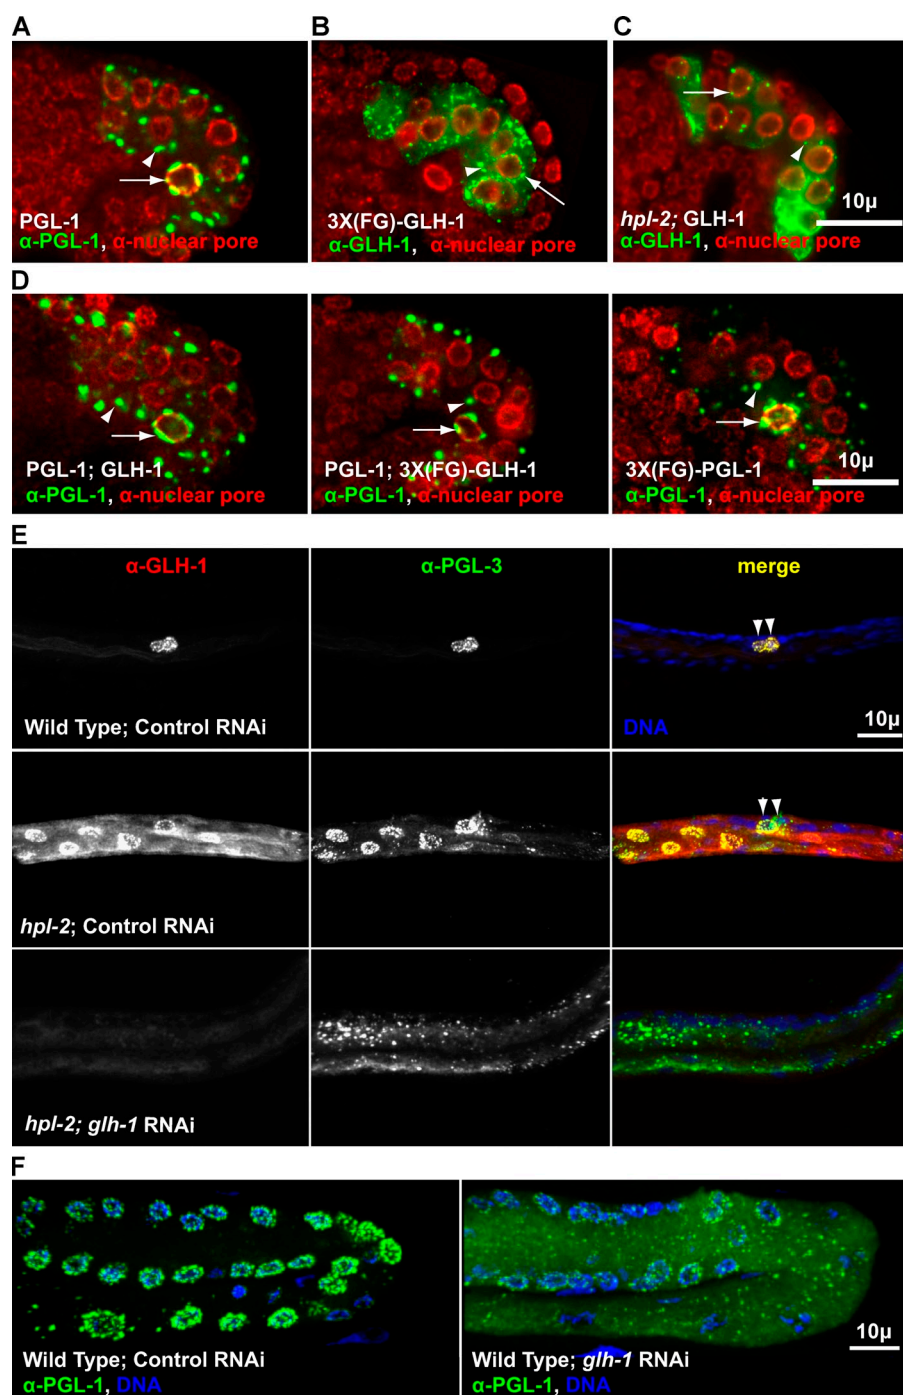 A
B
C
PGL-1
α-PGL-1, α-nuclear pore
3X(FG)-GLH-1
α-GLH-1, α-nuclear pore
10μ
hpl-2; GLH-1
α-GLH-1, α-nuclear pore
D
PGL-1; GLH-1
α-PGL-1, α-nuclear pore
PGL-1; 3X(FG)-GLH-1
α-PGL-1, α-nuclear pore
10μ
3X(FG)-PGL-1
α-PGL-1, α-nuclear pore
E
α-GLH-1
α-PGL-3
merge
Wild Type; Control RNAi
DNA
10μ
hpl-2; Control RNAi
hpl-2; glh-1 RNAi
F
Wild Type; Control RNAi
α-PGL-1, DNA
Wild Type; glh-1 RNAi
α-PGL-1, DNA
10μ